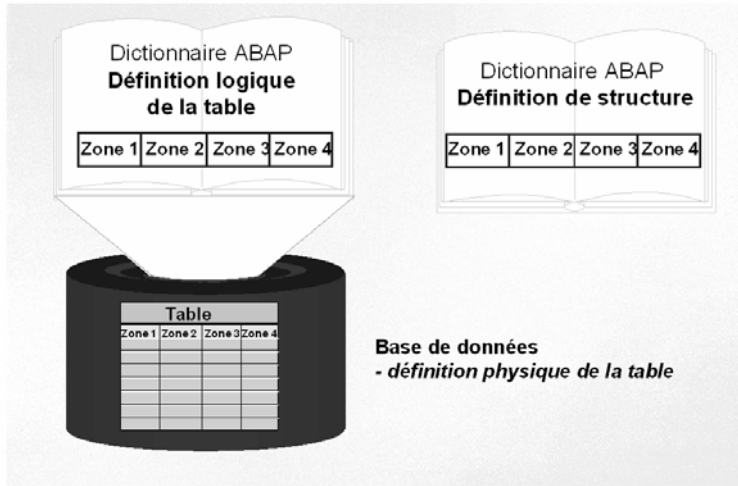 Dictionnaire ABAP
Définition logique
de la table
Zone 1 Zone 2 Zone 3 Zone 4
Dictionnaire ABAP
Définition de structure
Zone 1 Zone 2 Zone 3 Zone 4
Table
Zone 1 Zone 2 Zone 3 Zone 4
Base de données
- définition physique de la table